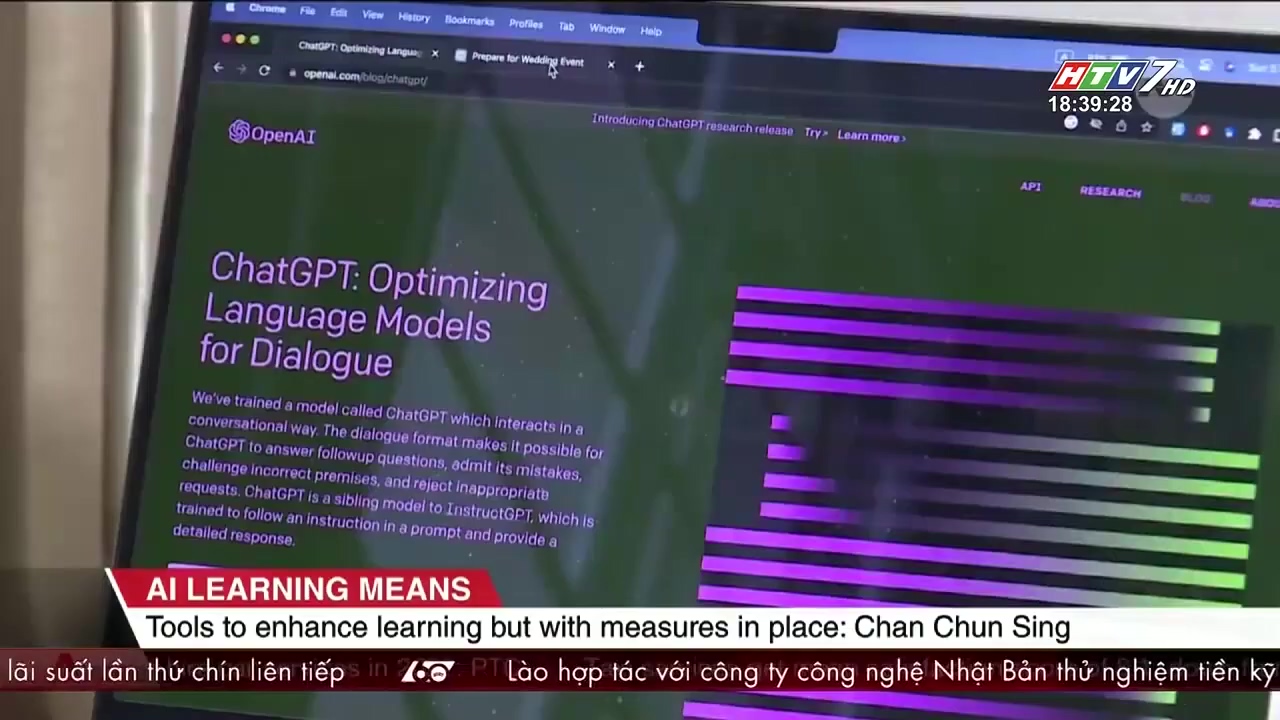 Chrome File Edit View History Bookmarks Profiles Tab Window Help
ChatGPT: Optimizing Langua
Prepare for Wedding Event
openai.com/blog/chatgpt/
HTV7 HD
18:39:28
OpenAI
Introducing ChatGPT research release Try > Learn more >
API RESEARCH BLOG ABO
ChatGPT: Optimizing
Language Models
for Dialogue
We've trained a model called ChatGPT which interacts in a
conversational way. The dialogue format makes it possible for
ChatGPT to answer followup questions, admit its mistakes,
challenge incorrect premises, and reject inappropriate
requests. ChatGPT is a sibling model to InstructGPT, which is
trained to follow an instruction in a prompt and provide a
detailed response.
AI LEARNING MEANS
Tools to enhance learning but with measures in place: Chan Chun Sing
lãi suất lần thứ chín liên tiếp 60 Lào hợp tác với công ty công nghệ Nhật Bản thử nghiệm tiền kỹ